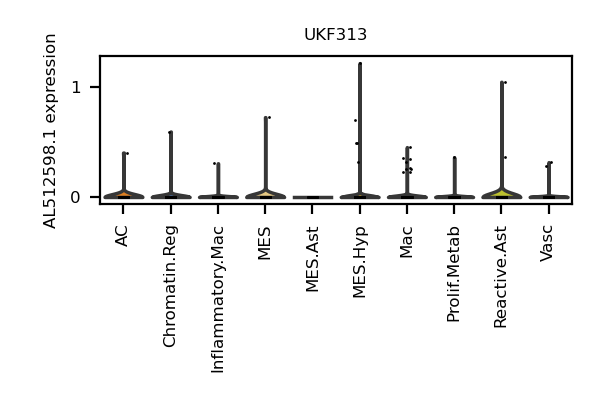 UKF313
AL512598.1 expression
1
0
AC
Chromatin.Reg
Inflammatory.Mac
MES
MES.Ast
MES.Hyp
Mac
Prolif.Metab
Reactive.Ast
Vasc